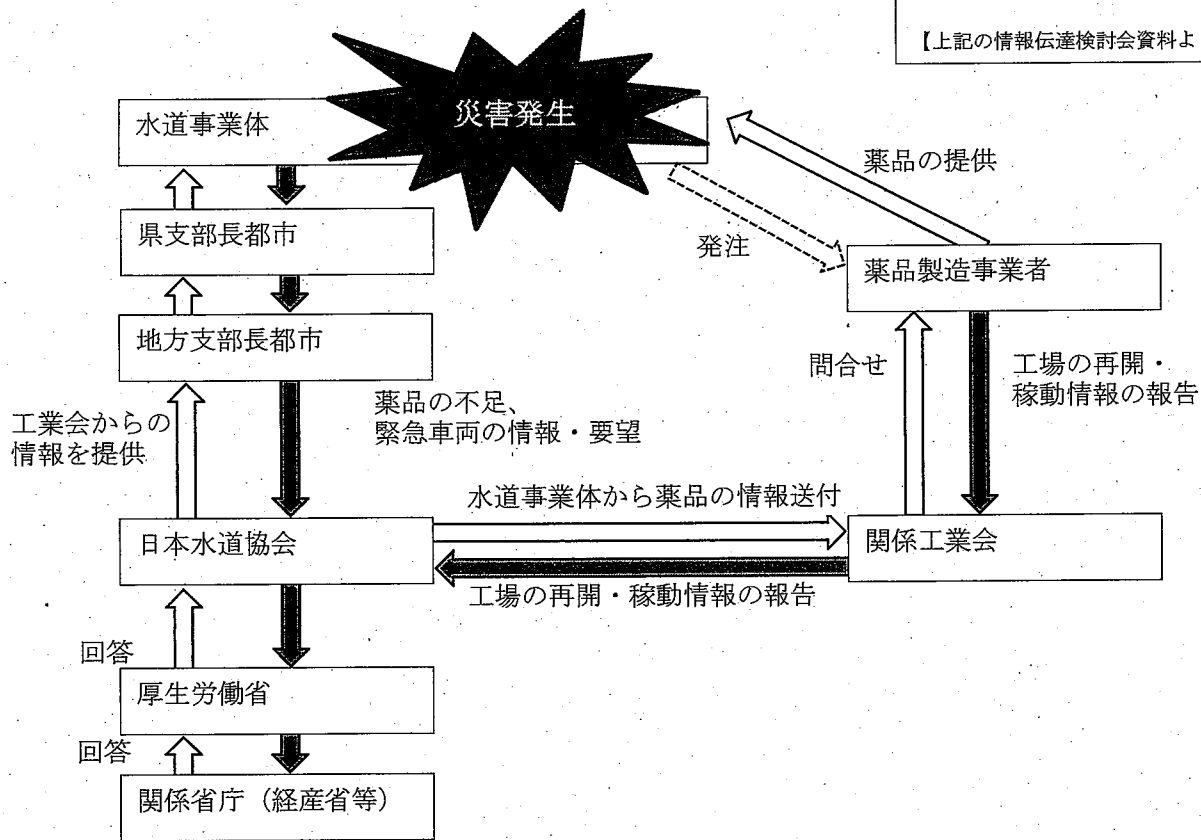 【上記の情報伝達検討会資料よ
災害発生
水道事業体
薬品の提供
県支部長都市
発注
薬品製造事業者
地方支部長都市
問合せ
工場の再開・
稼動情報の報告
薬品の不足、
緊急車両の情報・要望
工業会からの
情報を提供
水道事業体から薬品の情報送付
日本水道協会
関係工業会
工場の再開・稼動情報の報告
回答
厚生労働省
回答
関係省庁（経産省等）